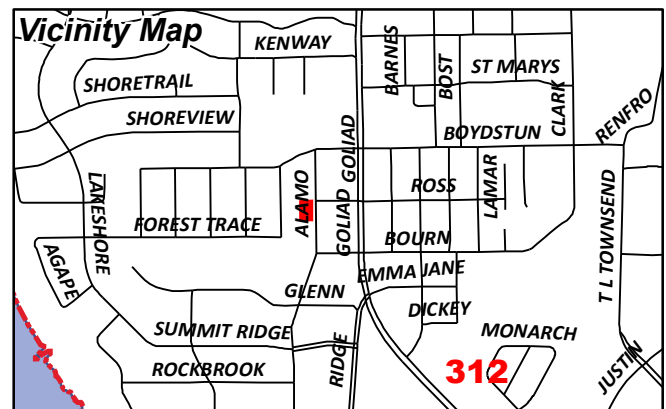 Vicinity Map
KENWAY
BARNES
BOST
ST MARYS
CLARK
RENFRO
SHORETRAIL
SHOREVIEW
GOLIAD
BOYDSTUN
LAKESHORE
ALAMO
GOLIAD
ROSS
LAMAR
T L TOWNSEND
FOREST TRACE
BOURN
AGAPE
EMMA JANE
GLENN
DICKEY
SUMMIT RIDGE
RIDGE
MONARCH
ROCKBROOK
312
JUSTIN